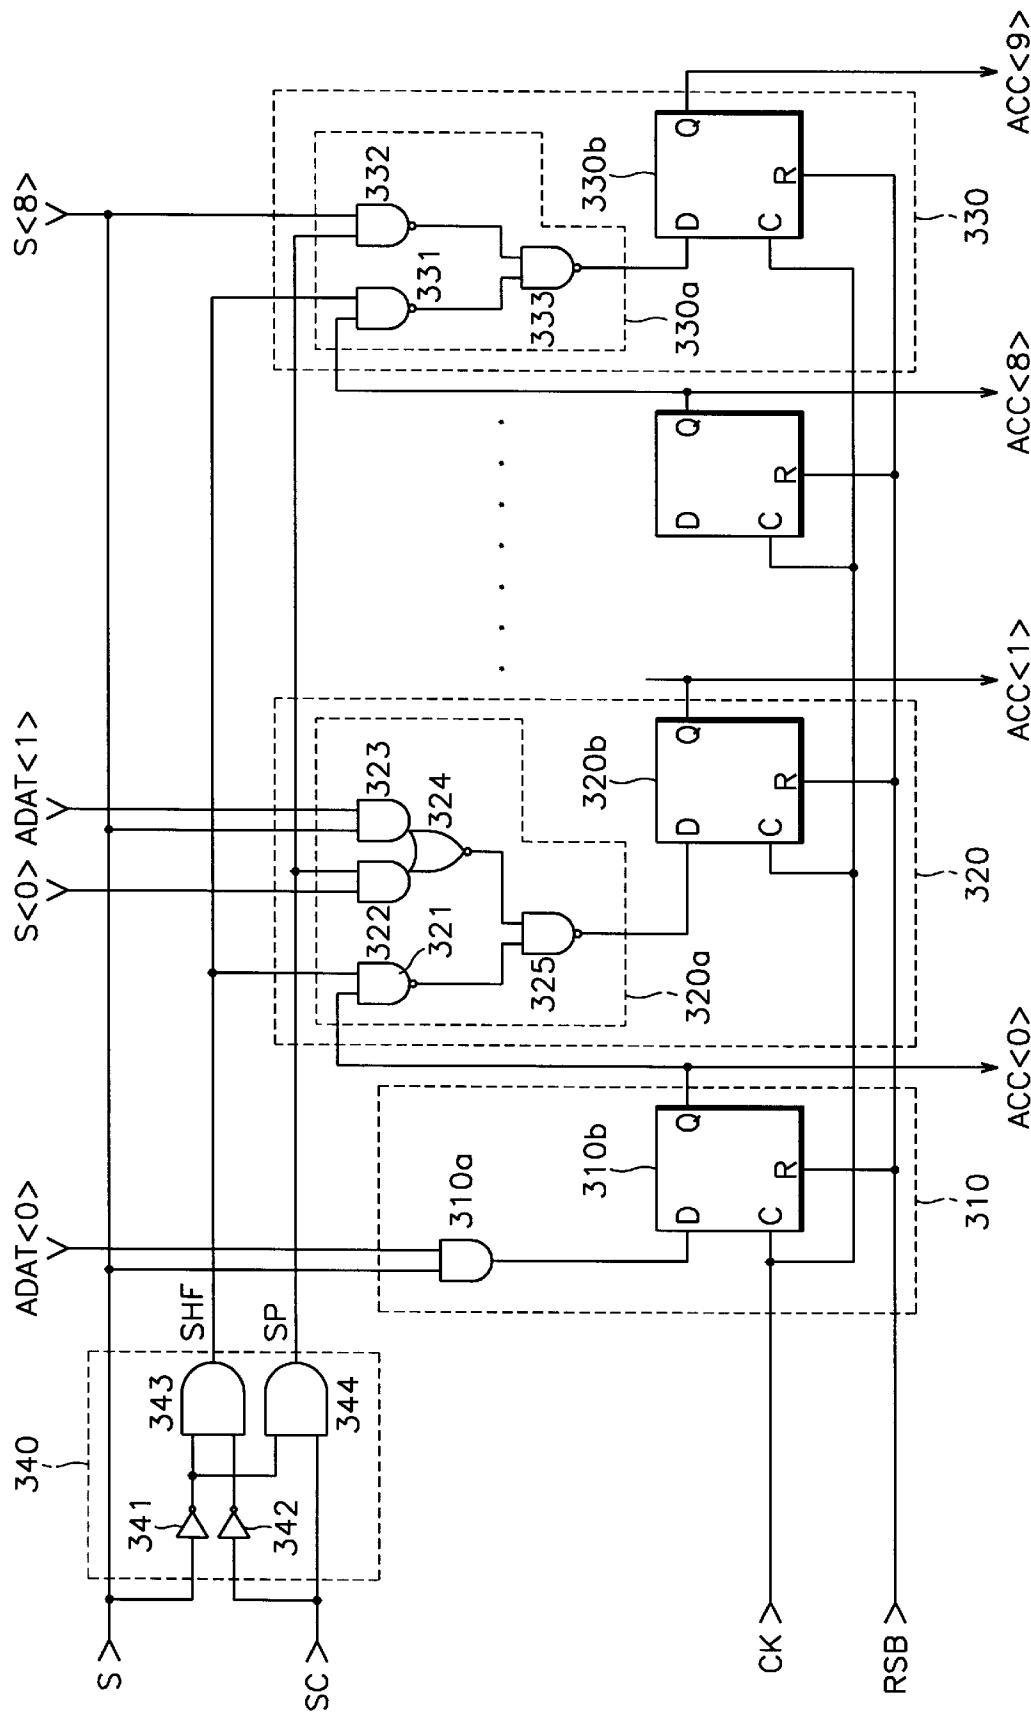 S<8>
ADAT<1>
S<0>
ADAT<0>
340
341
342
343
344
SHF
SP
S
SC
310a
310b
D
Q
C
R
310
ACC<0>
321
322
323
324
325
320a
320b
D
Q
C
R
320
ACC<1>
. . . . . . .
D
Q
C
R
ACC<8>
331
332
333
330a
330b
D
Q
C
R
330
ACC<9>
CK
RSB